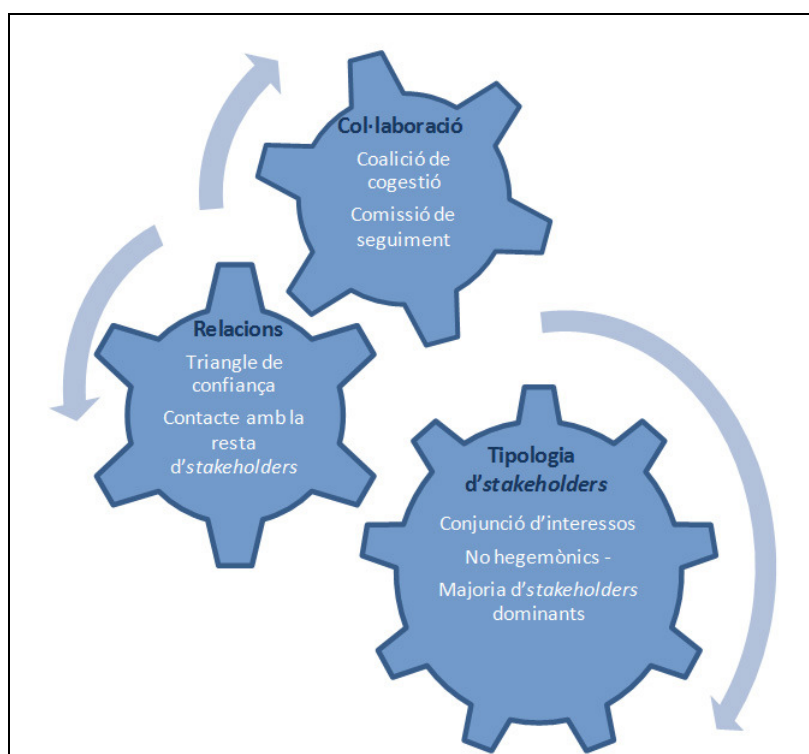 Col·laboració
Coalició de
cogestió
Comissió de
seguiment
Relacions
Triangle de
confiança
Contacte amb la
resta
d'stakeholders
Tipologia
d'stakeholders
Conjunció d'interessos
No hegemònics -
Majoria d'stakeholders
dominants